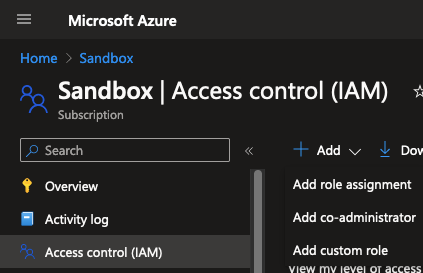 Microsoft Azure
Home > Sandbox
Sandbox | Access control (IAM)
Subscription
Search
Overview
Activity log
Access control (IAM)
+ Add
Add role assignment
Add co-administrator
Add custom role
View my level of access